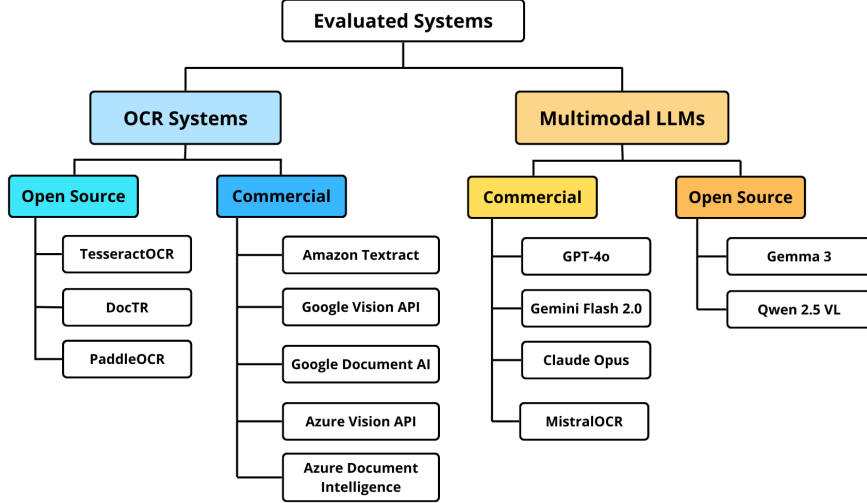 Evaluated Systems
OCR Systems
Multimodal LLMs
Open Source
Commercial
Commercial
Open Source
TesseractOCR
DocTR
PaddleOCR
Amazon Textract
Google Vision API
Google Document AI
Azure Vision API
Azure Document
Intelligence
GPT-4o
Gemini Flash 2.0
Claude Opus
MistralOCR
Gemma 3
Qwen 2.5 VL